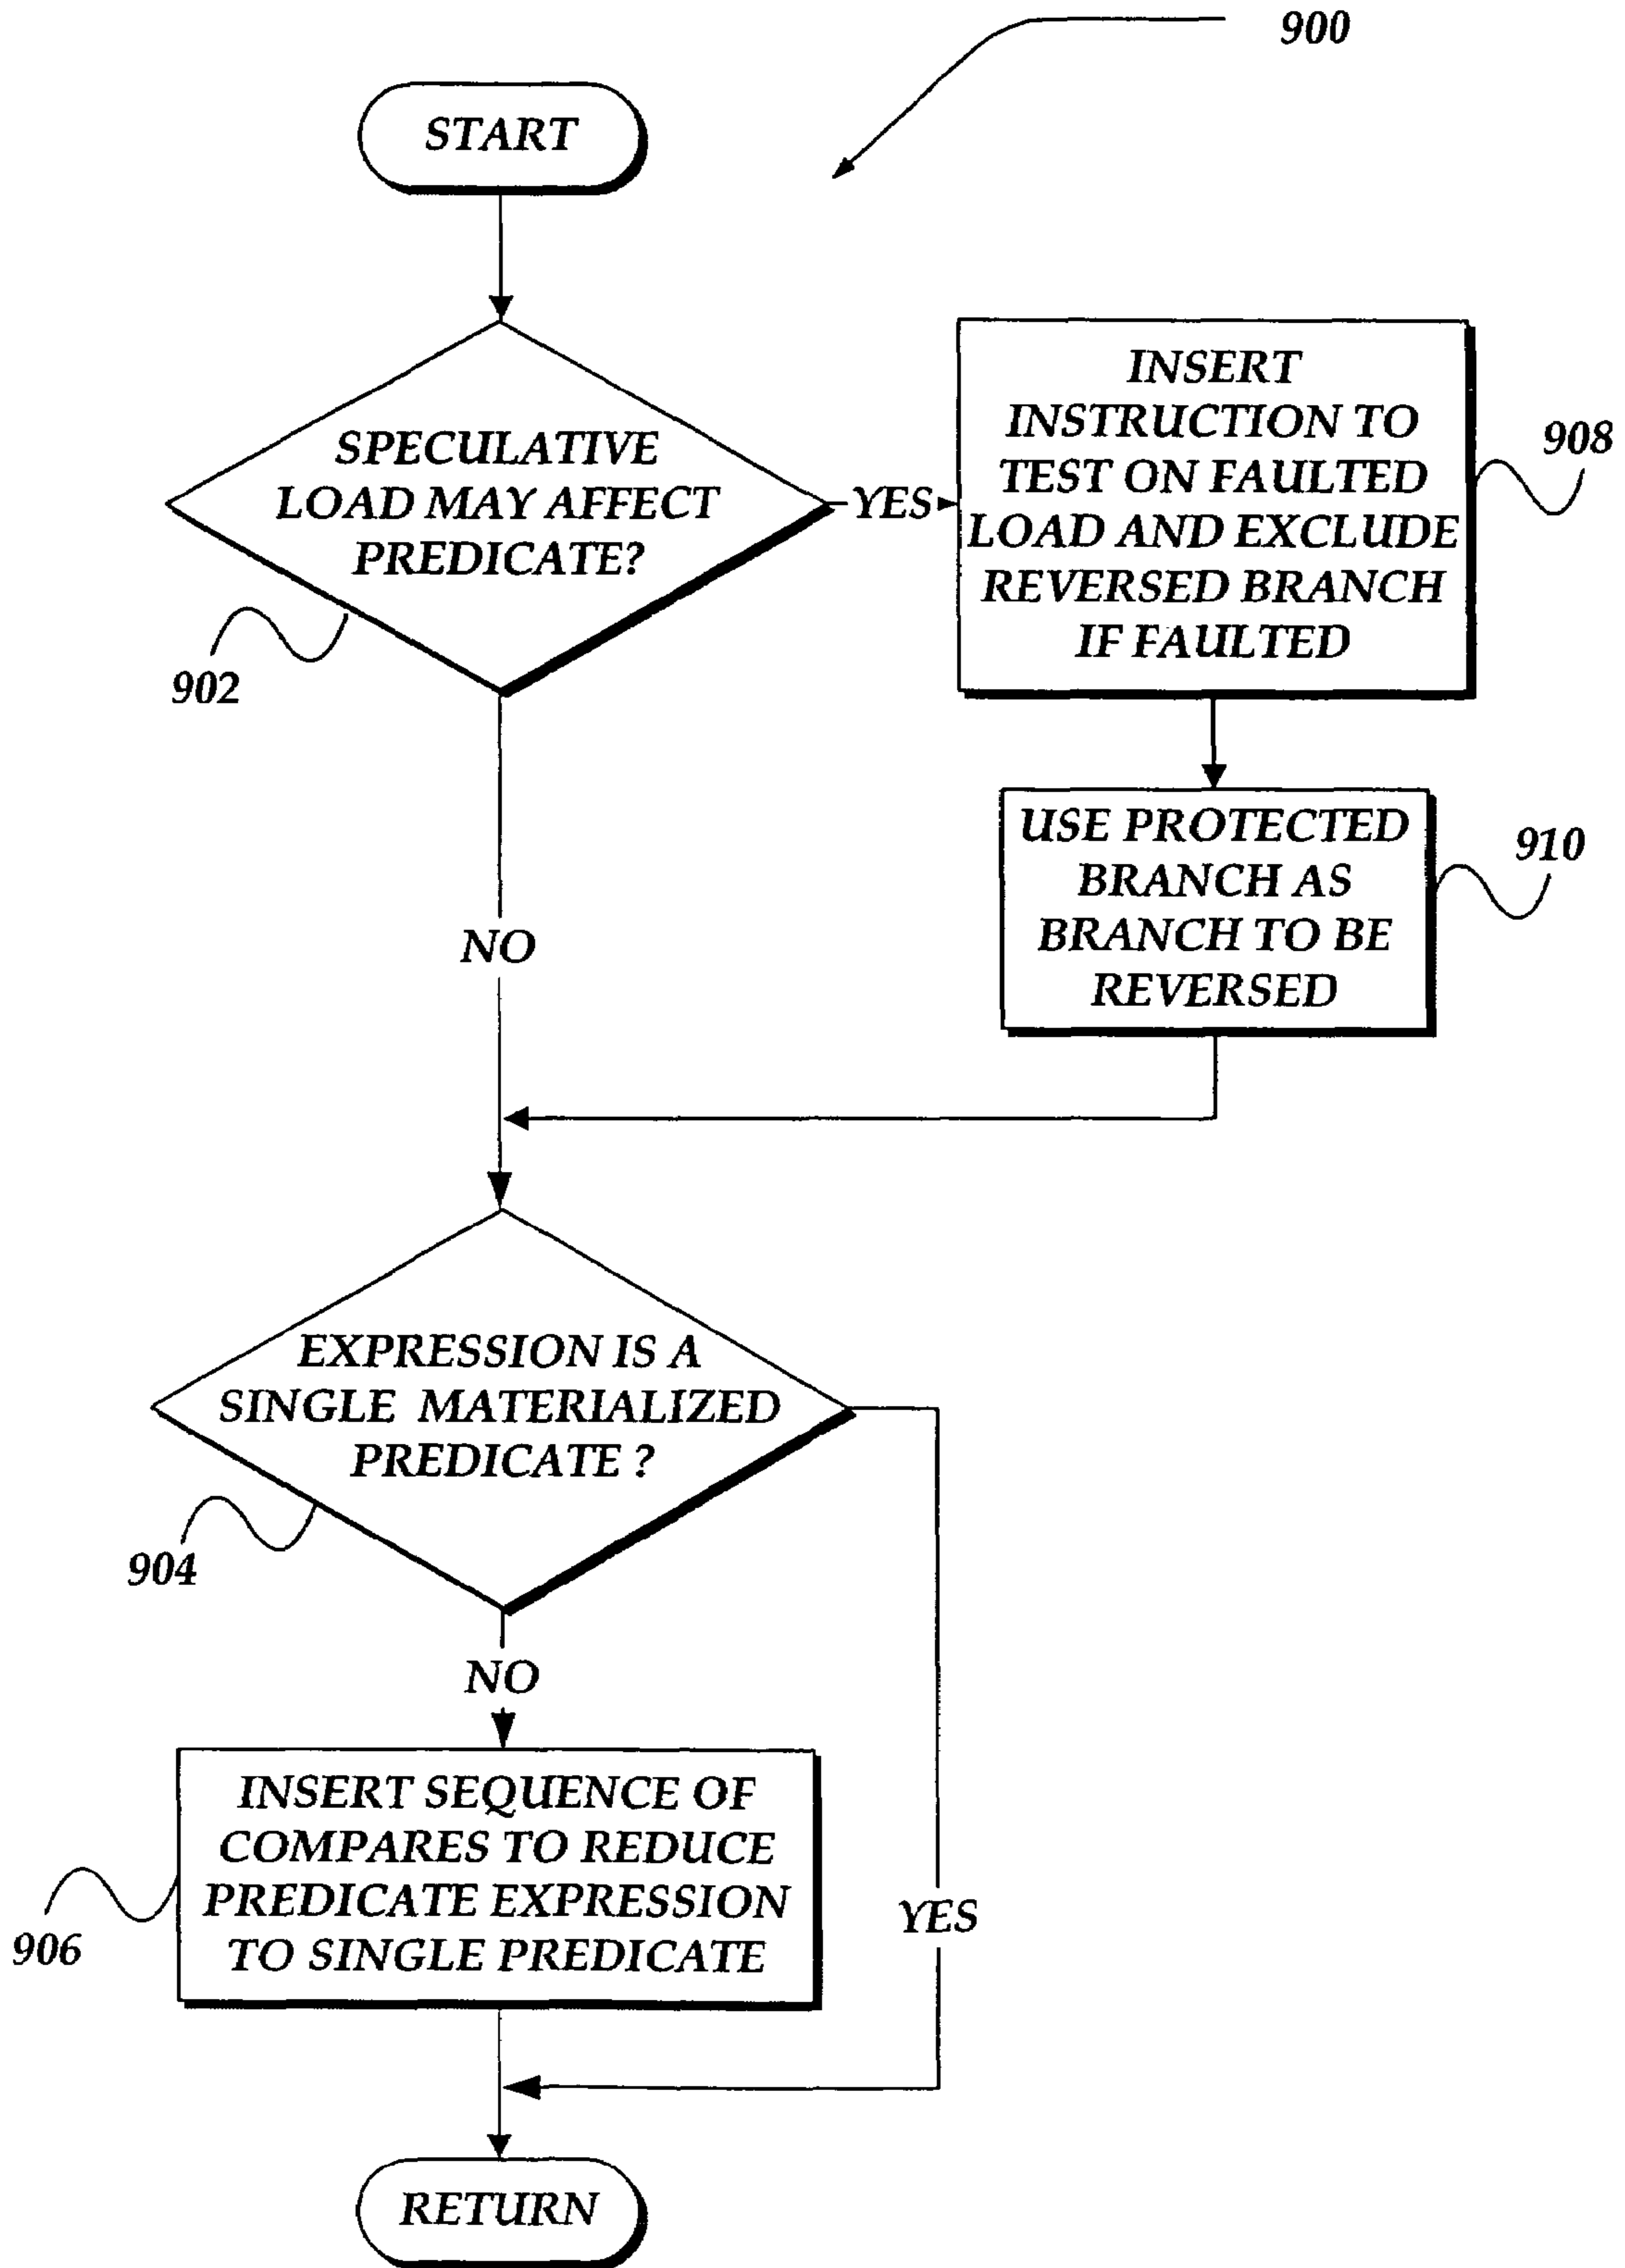 900
START
SPECULATIVE
LOAD MAY AFFECT
PREDICATE?
902
YES
INSERT
INSTRUCTION TO
TEST ON FAULTED
LOAD AND EXCLUDE
REVERSED BRANCH
IF FAULTED
908
USE PROTECTED
BRANCH AS
BRANCH TO BE
REVERSED
910
NO
EXPRESSION IS A
SINGLE MATERIALIZED
PREDICATE ?
904
NO
INSERT SEQUENCE OF
COMPARES TO REDUCE
PREDICATE EXPRESSION
TO SINGLE PREDICATE
906
YES
RETURN